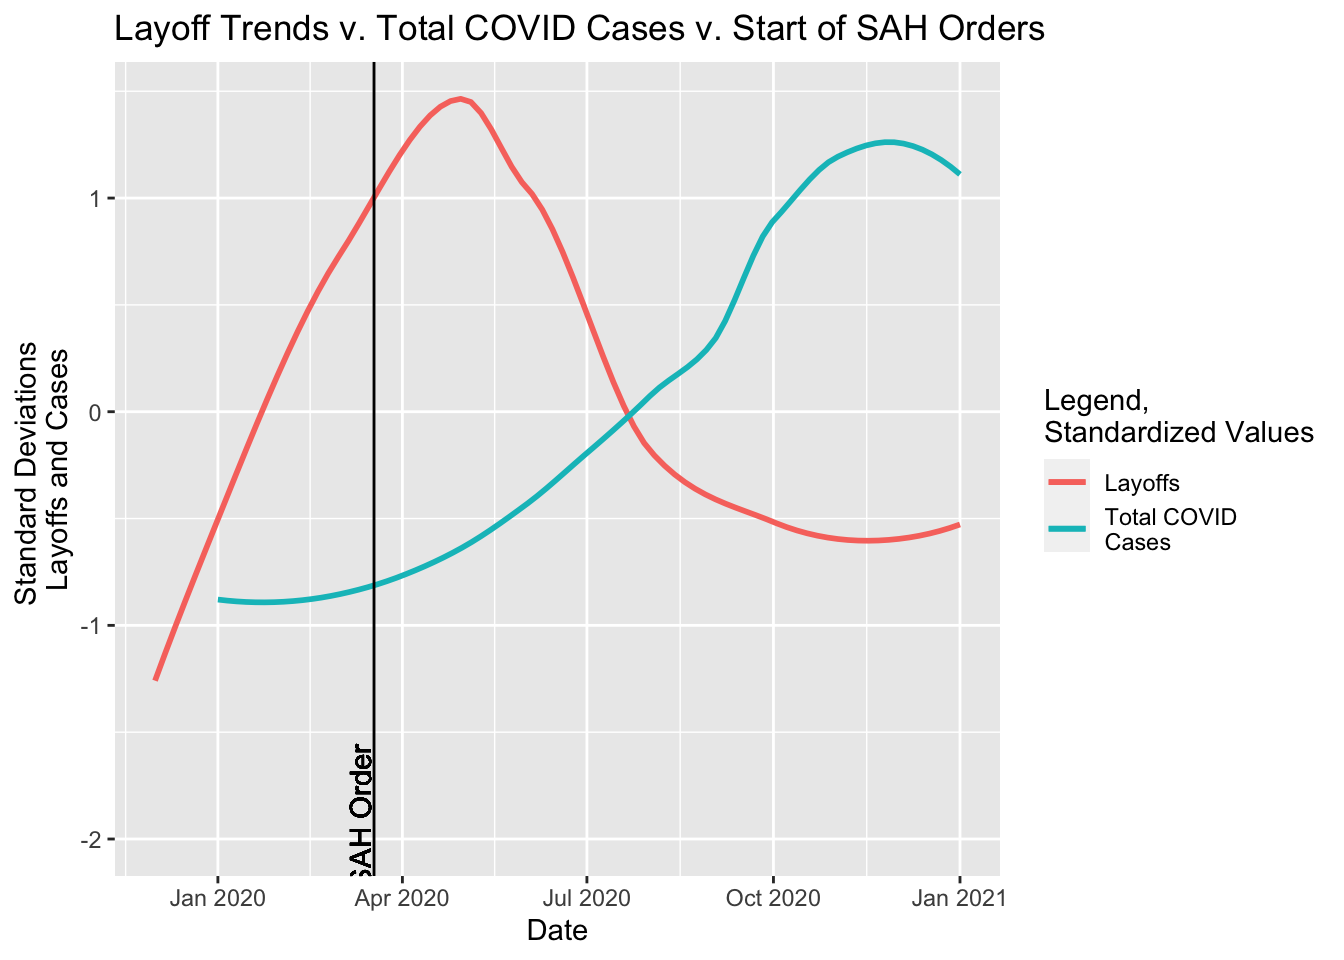 Layoff Trends v. Total COVID Cases v. Start of SAH Orders
Standard Deviations
Layoffs and Cases
1
0
-1
-2
SAH Order
Jan 2020
Apr 2020
Jul 2020
Oct 2020
Jan 2021
Date
Legend,
Standardized Values
Layoffs
Total COVID
Cases